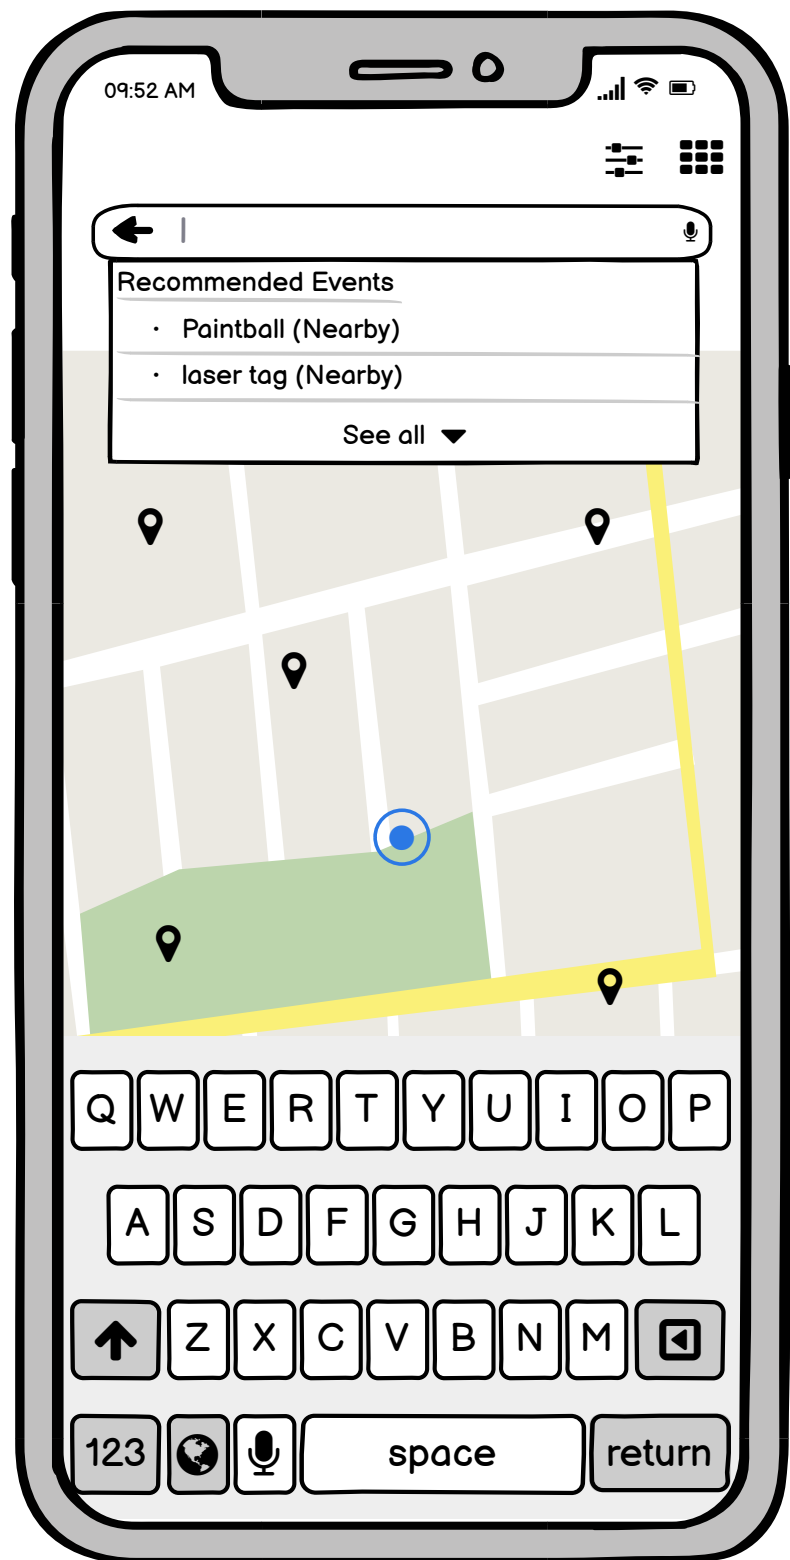 09:52 AM
Recommended Events
• Paintball (Nearby)
• laser tag (Nearby)
See all
Q W E R T Y U I O P
A S D F G H J K L
Z X C V B N M
123 space return